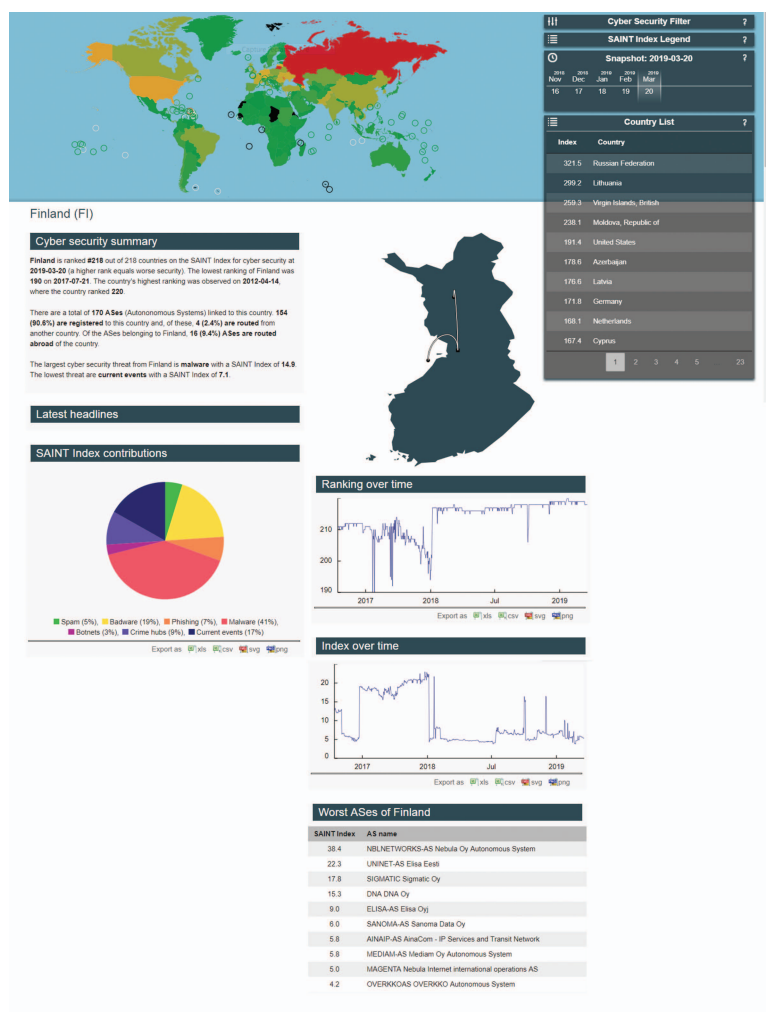 Cyber Security Filter ?
SAINT Index Legend ?
Snapshot: 2019-03-20 ?
2018 2018 2019 2019 2019
Nov Dec Jan Feb Mar
16 17 18 19 20
Country List ?
Index Country
321.5 Russian Federation
299.2 Lithuania
259.3 Virgin Islands, British
238.1 Moldova, Republic of
191.4 United States
178.6 Azerbaijan
176.6 Latvia
171.8 Germany
168.1 Netherlands
167.4 Cyprus
1 2 3 4 5 ... 23
Finland (FI)
Cyber security summary
Finland is ranked #218 out of 218 countries on the SAINT Index for cyber security at
2019-03-20 (a higher rank equals worse security). The lowest ranking of Finland was
190 on 2017-07-21. The country's highest ranking was observed on 2012-04-14,
where the country ranked 220.
There are a total of 170 ASes (Autononomous Systems) linked to this country. 154
(90.6%) are registered to this country and, of these, 4 (2.4%) are routed from
another country. Of the ASes belonging to Finland, 16 (9.4%) ASes are routed
abroad of the country.
The largest cyber security threat from Finland is malware with a SAINT Index of 14.9.
The lowest threat are current events with a SAINT Index of 7.1.
Latest headlines
SAINT Index contributions
Spam (5%), Badware (19%), Phishing (7%), Malware (41%),
Botnets (3%), Crime hubs (9%), Current events (17%)
Export as xls csv svg png
Ranking over time
210
200
190
2017 2018 Jul 2019
Export as xls csv svg png
Index over time
20
15
10
5
0
2017 2018 Jul 2019
Export as xls csv svg png
Worst ASes of Finland
SAINT Index AS name
38.4 NBLNETWORKS-AS Nebula Oy Autonomous System
22.3 UNINET-AS Elisa Eesti
17.8 SIGMATIC Sigmatic Oy
15.3 DNA DNA Oy
9.0 ELISA-AS Elisa Oyj
6.0 SANOMA-AS Sanoma Data Oy
5.8 AINAIP-AS AinaCom - IP Services and Transit Network
5.8 MEDIAM-AS Mediam Oy Autonomous System
5.0 MAGENTA Nebula Internet international operations AS
4.2 OVERKKOAS OVERKKO Autonomous System